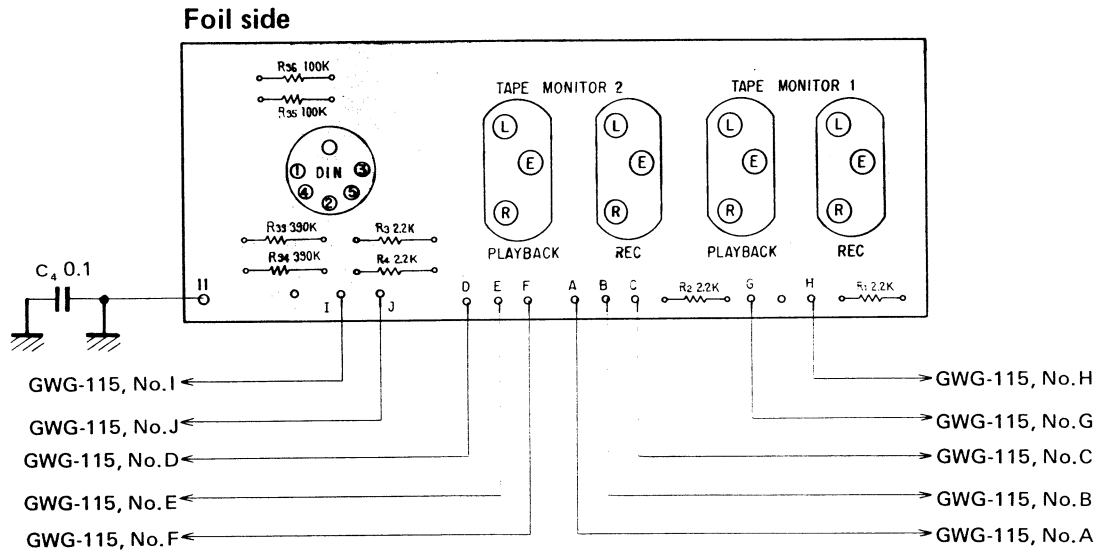 Foil side
R36 100K
R35 100K
TAPE MONITOR 2
TAPE MONITOR 1
L
L
L
L
1 DIN 3
E
E
E
E
4 5
2
R
R
R
R
R33 390K
R3 2.2K
PLAYBACK
REC
PLAYBACK
REC
R34 390K
R4 2.2K
C4 0.1
11
I
J
D
E
F
A
B
C
R2 2.2K
G
H
R1 2.2K
GWG-115, No.I
GWG-115, No.H
GWG-115, No.J
GWG-115, No.G
GWG-115, No.D
GWG-115, No.C
GWG-115, No.E
GWG-115, No.B
GWG-115, No.F
GWG-115, No.A